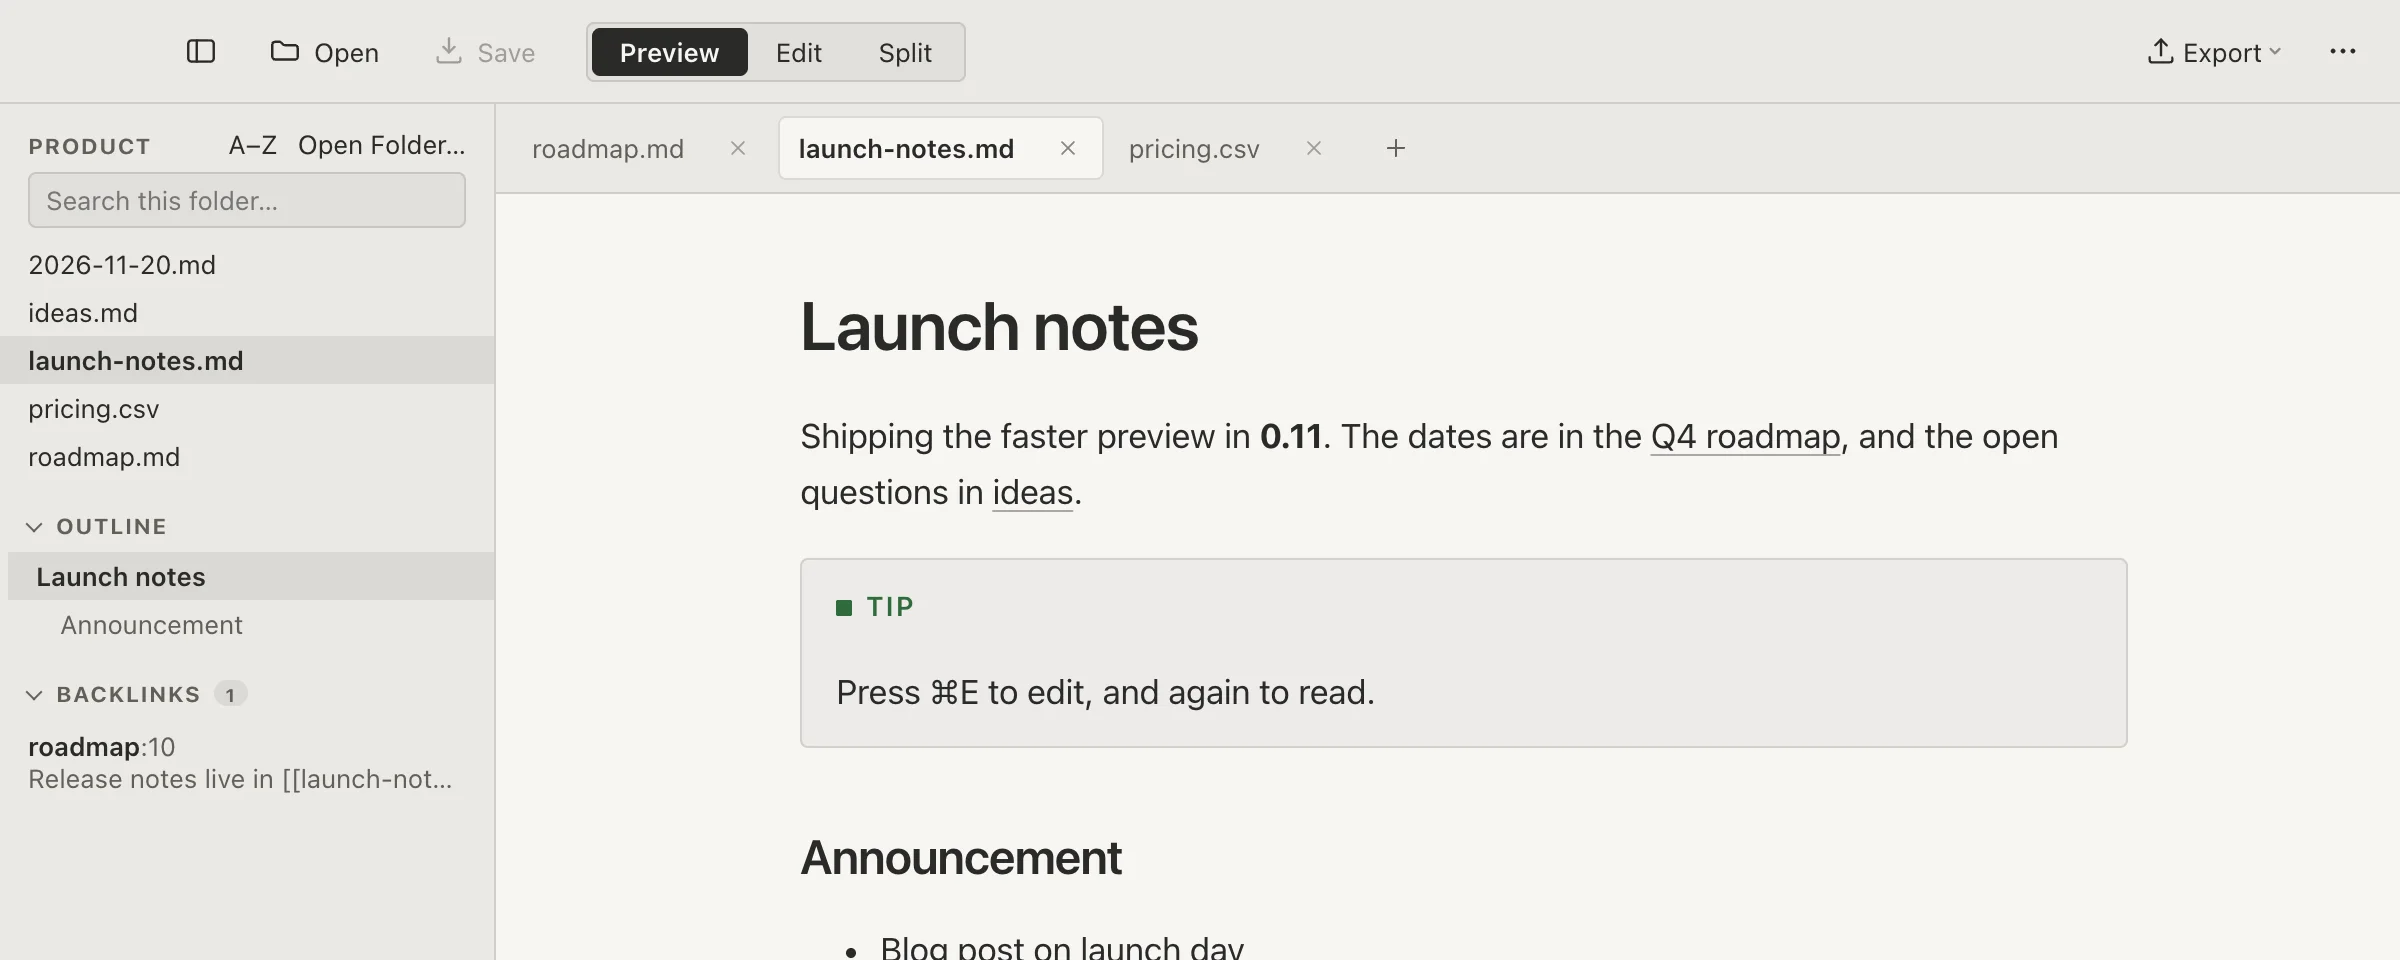 Open
Save
Preview
Edit
Split
Export
PRODUCT
A–Z
Open Folder...
Search this folder...
2026-11-20.md
ideas.md
launch-notes.md
pricing.csv
roadmap.md
OUTLINE
Launch notes
Announcement
BACKLINKS 1
roadmap:10
Release notes live in [[launch-not...
roadmap.md
launch-notes.md
pricing.csv
Launch notes
Shipping the faster preview in 0.11. The dates are in the Q4 roadmap, and the open
questions in ideas.
TIP
Press ⌘E to edit, and again to read.
Announcement
• Blog post on launch day